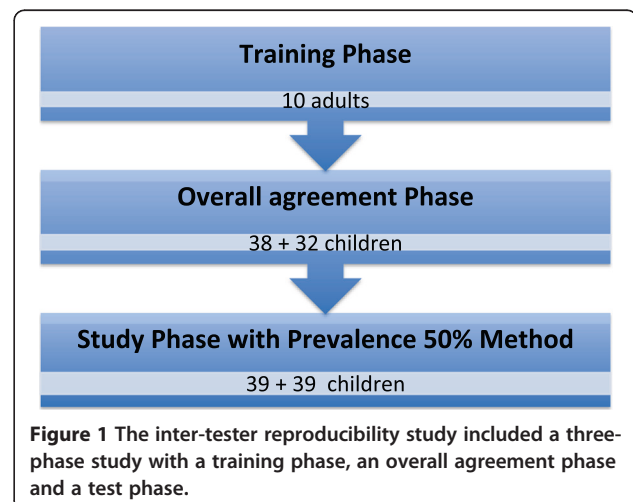 Training Phase
10 adults
Overall agreement Phase
38 + 32 children
Study Phase with Prevalence 50% Method
39 + 39 children
Figure 1 The inter-tester reproducibility study included a three-
phase study with a training phase, an overall agreement phase
and a test phase.